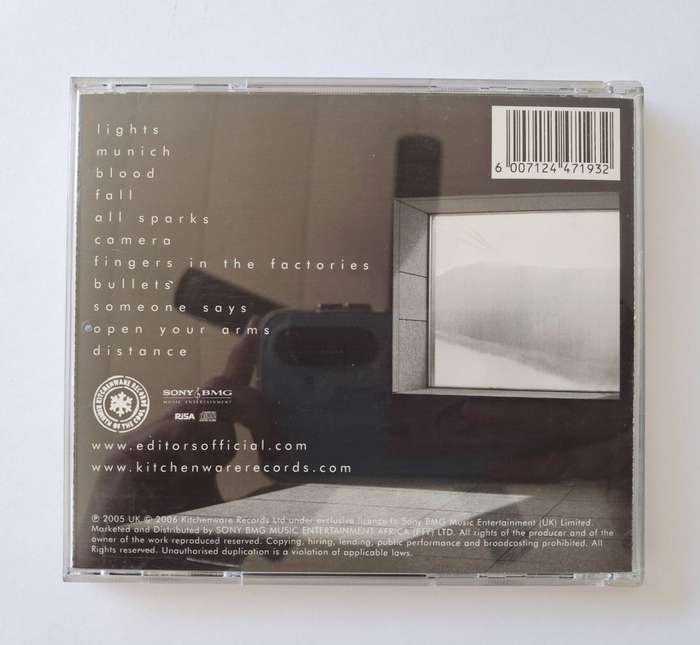 lights
munich
blood
fall
all sparks
camera
fingers in the factories
bullets
someone says
open your arms
distance
6 007124 471932
KITCHENWARE RECORDS
SONY BMG
MUSIC ENTERTAINMENT
RiSA
www.editorsofficial.com
www.kitchenwarerecords.com
℗ 2005 UK © 2006 Kitchenware Records Ltd under exclusive licence to Sony BMG Music Entertainment (UK) Limited.
Marketed and Distributed by SONY BMG MUSIC ENTERTAINMENT AFRICA (PTY) LTD. All rights of the producer and of the
owner of the work reproduced reserved. Copying, hiring, lending, public performance and broadcasting prohibited. All
Rights reserved. Unauthorised duplication is a violation of applicable laws.